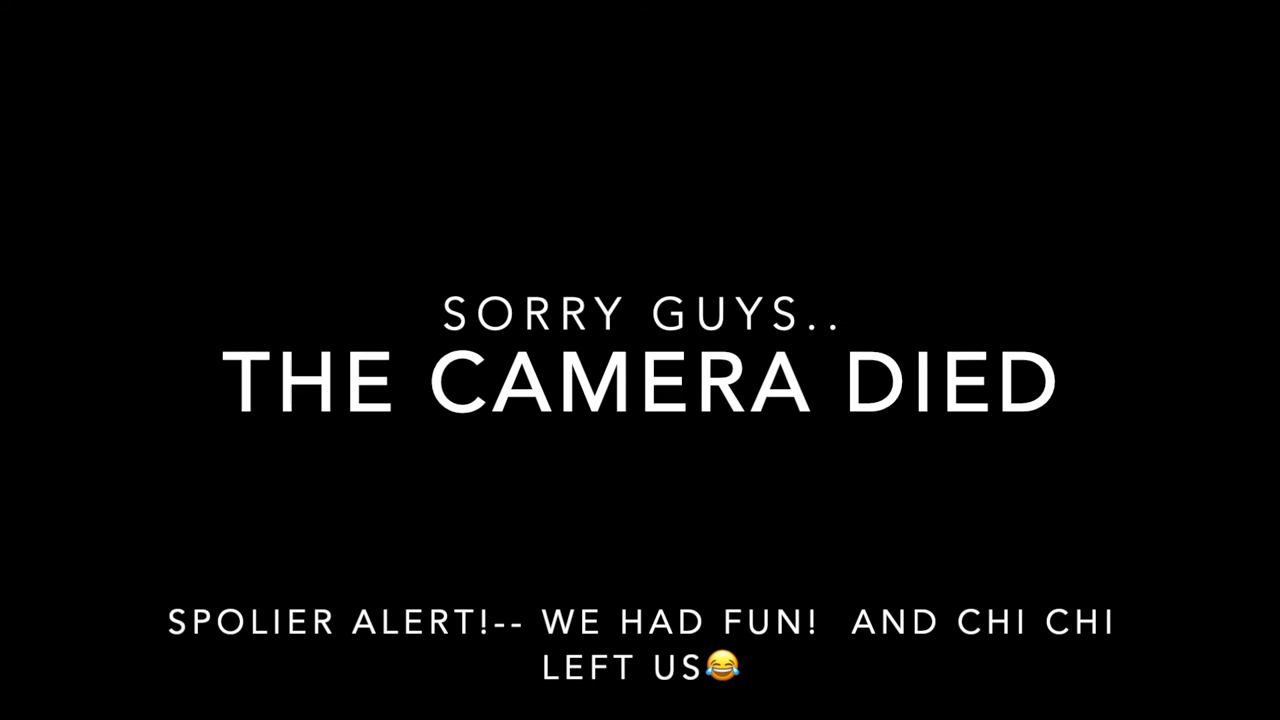 SORRY GUYS..
THE CAMERA DIED
SPOLIER ALERT!-- WE HAD FUN!  AND CHI CHI
LEFT US😂